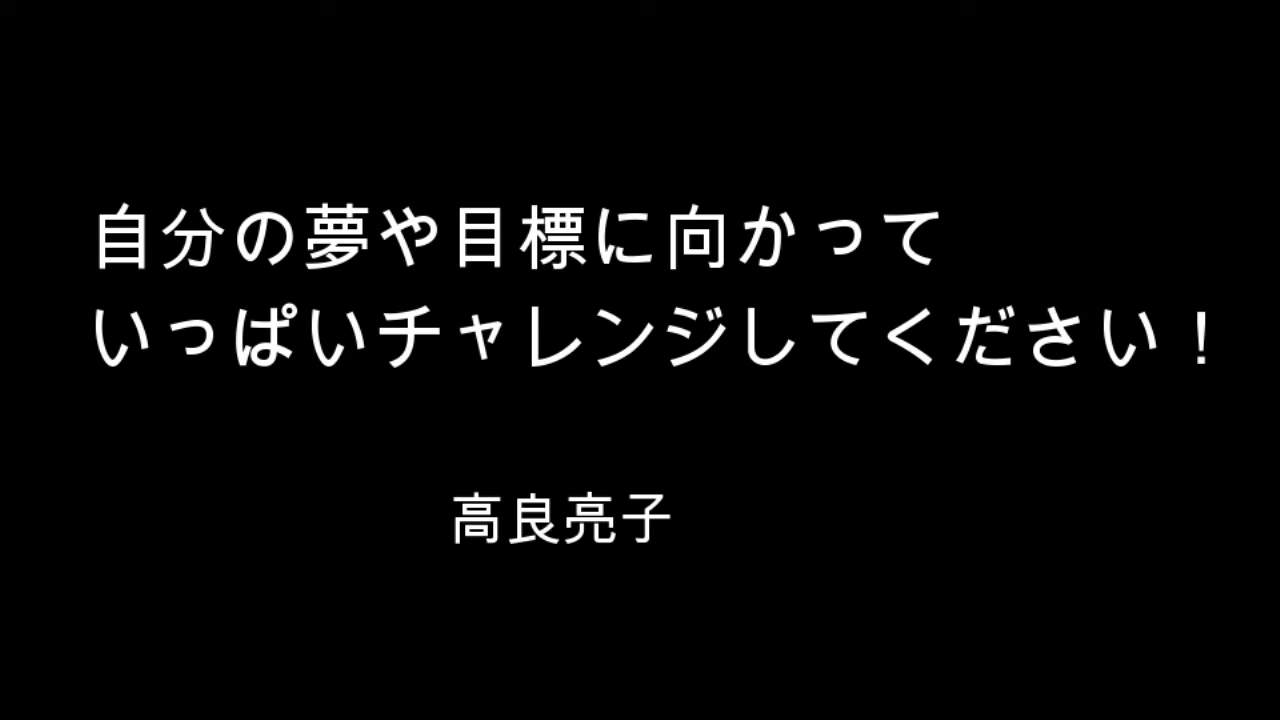 自分の夢や目標に向かって
いっぱいチャレンジしてください！
高良亮子